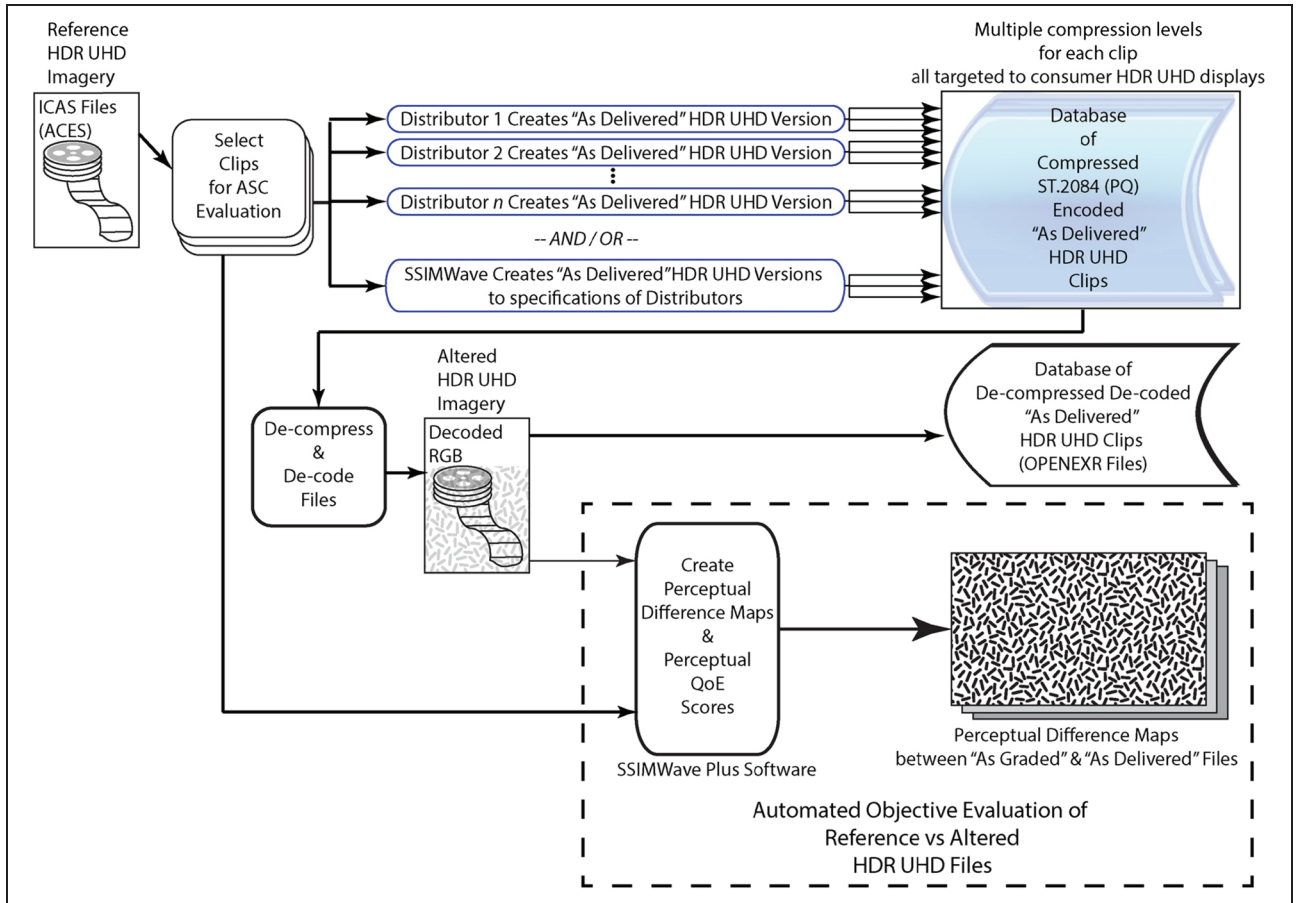 Reference
HDR UHD
Imagery
ICAS Files
(ACES)
Select
Clips
for ASC
Evaluation
Distributor 1 Creates “As Delivered” HDR UHD Version
Distributor 2 Creates “As Delivered” HDR UHD Version
Distributor n Creates “As Delivered” HDR UHD Version
-- AND / OR --
SSIMWave Creates “As Delivered”HDR UHD Versions
to specifications of Distributors
Multiple compression levels
for each clip
all targeted to consumer HDR UHD displays
Database
of
Compressed
ST.2084 (PQ)
Encoded
“As Delivered”
HDR UHD
Clips
De-compress
&
De-code
Files
Altered
HDR UHD
Imagery
Decoded
RGB
Database of
De-compressed De-coded
“As Delivered”
HDR UHD Clips
(OPENEXR Files)
Create
Perceptual
Difference Maps
&
Perceptual
QoE
Scores
SSIMWave Plus Software
Perceptual Difference Maps
between “As Graded” & “As Delivered” Files
Automated Objective Evaluation of
Reference vs Altered
HDR UHD Files